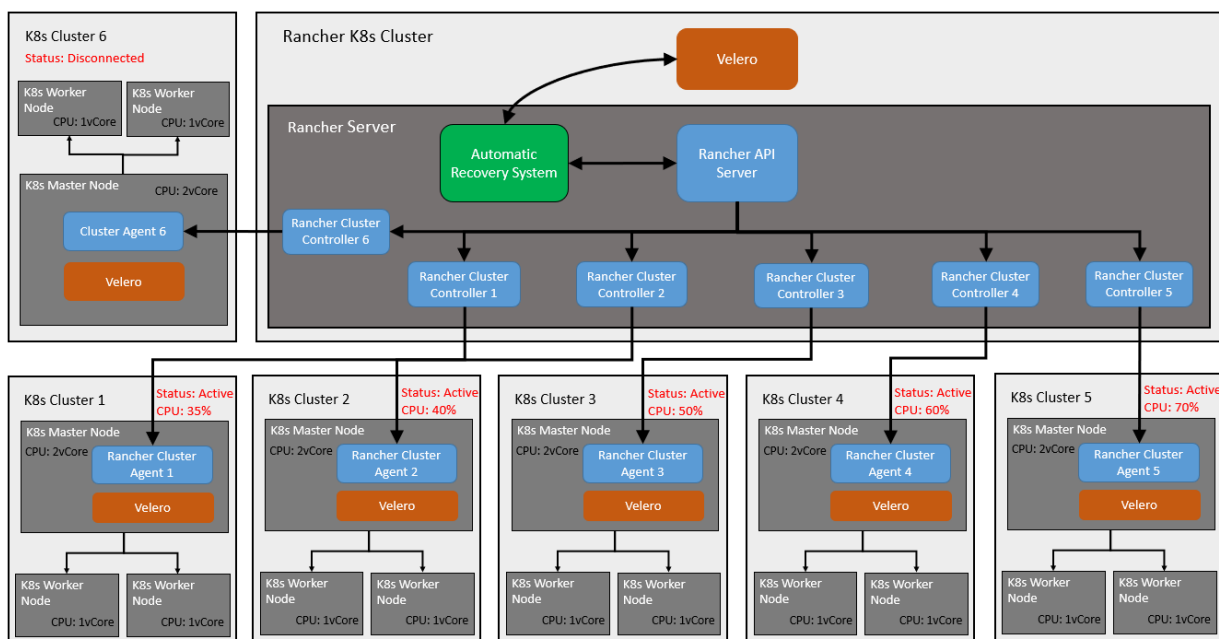 K8s Cluster 6
Status: Disconnected
K8s Worker
Node
CPU: 1vCore
K8s Worker
Node
CPU: 1vCore
K8s Master Node
CPU: 2vCore
Cluster Agent 6
Velero
Rancher K8s Cluster
Velero
Rancher Server
Automatic
Recovery System
Rancher API
Server
Rancher Cluster
Controller 6
Rancher Cluster
Controller 1
Rancher Cluster
Controller 2
Rancher Cluster
Controller 3
Rancher Cluster
Controller 4
Rancher Cluster
Controller 5
K8s Cluster 1
Status: Active
CPU: 35%
K8s Master Node
CPU: 2vCore
Rancher Cluster
Agent 1
Velero
K8s Worker
Node
CPU: 1vCore
K8s Worker
Node
CPU: 1vCore
K8s Cluster 2
Status: Active
CPU: 40%
K8s Master Node
CPU: 2vCore
Rancher Cluster
Agent 2
Velero
K8s Worker
Node
CPU: 1vCore
K8s Worker
Node
CPU: 1vCore
K8s Cluster 3
Status: Active
CPU: 50%
K8s Master Node
CPU: 2vCore
Rancher Cluster
Agent 3
Velero
K8s Worker
Node
CPU: 1vCore
K8s Worker
Node
CPU: 1vCore
K8s Cluster 4
Status: Active
CPU: 60%
K8s Master Node
CPU: 2vCore
Rancher Cluster
Agent 4
Velero
K8s Worker
Node
CPU: 1vCore
K8s Worker
Node
CPU: 1vCore
K8s Cluster 5
Status: Active
CPU: 70%
K8s Master Node
CPU: 2vCore
Rancher Cluster
Agent 5
Velero
K8s Worker
Node
CPU: 1vCore
K8s Worker
Node
CPU: 1vCore